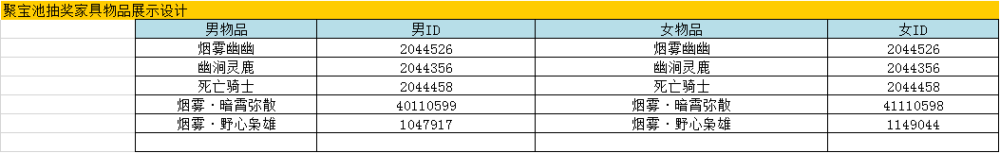 聚宝池抽奖家具物品展示设计
男物品 男ID 女物品 女ID
烟雾幽幽 2044526 烟雾幽幽 2044526
幽涧灵鹿 2044356 幽涧灵鹿 2044356
死亡骑士 2044458 死亡骑士 2044458
烟雾·暗霄弥散 40110599 烟雾·暗霄弥散 41110598
烟雾·野心枭雄 1047917 烟雾·野心枭雄 1149044